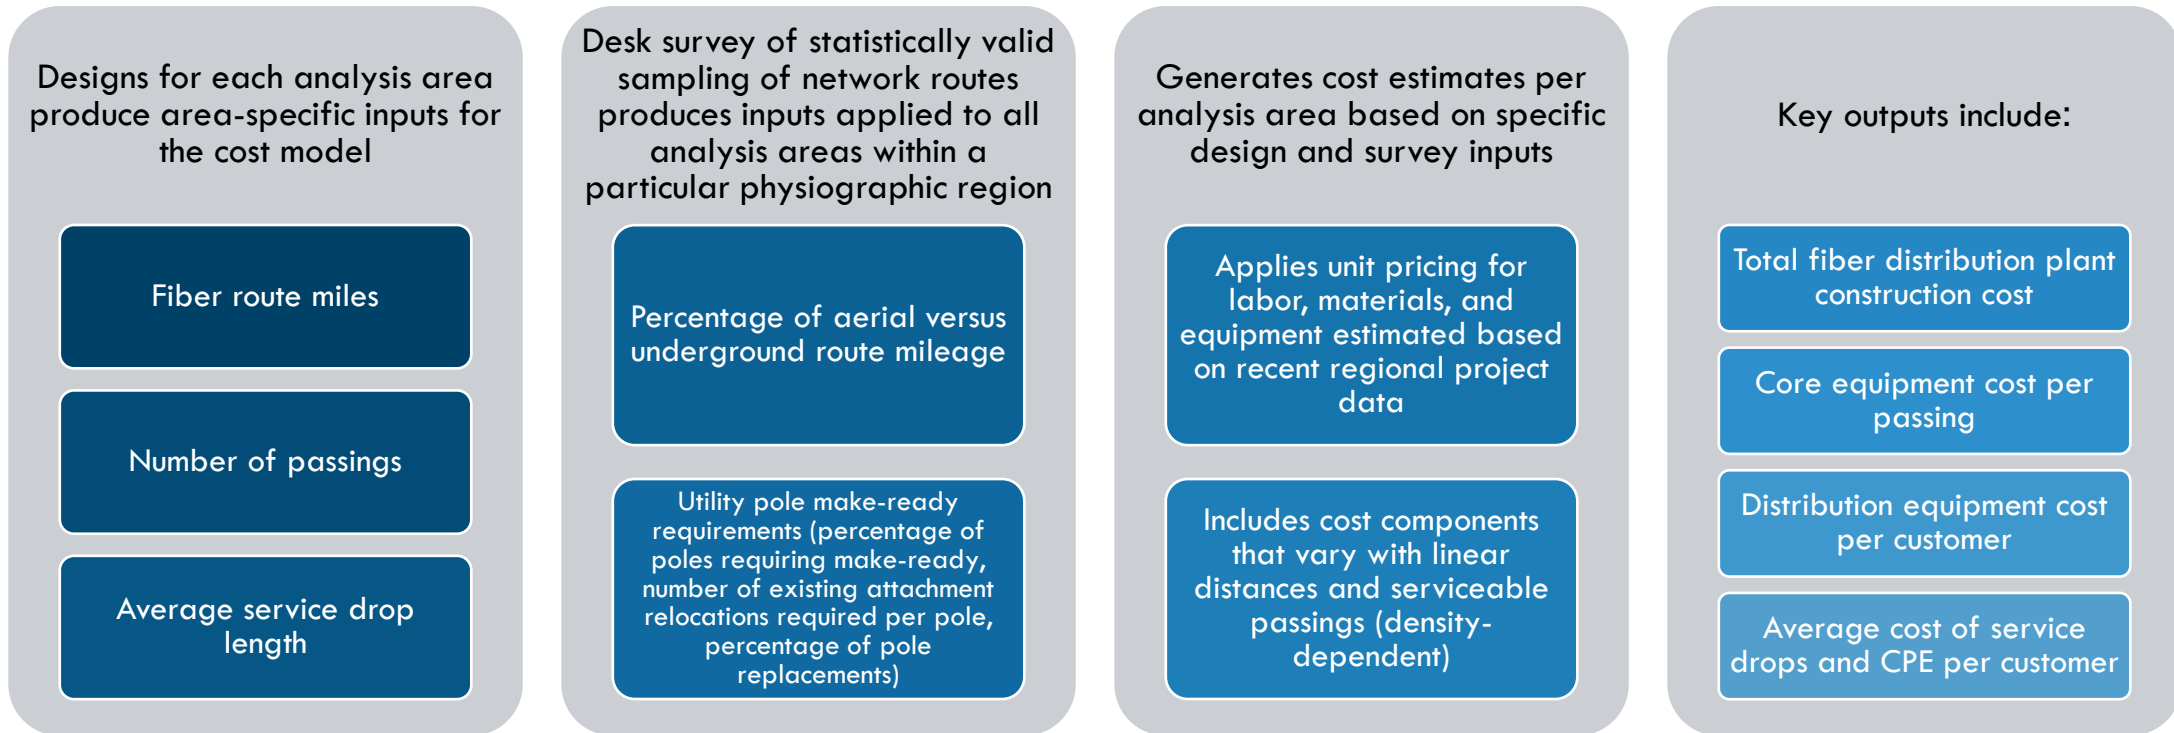 Designs for each analysis area
produce area-specific inputs for
the cost model
Fiber route miles
Number of passings
Average service drop
length
Desk survey of statistically valid
sampling of network routes
produces inputs applied to all
analysis areas within a
particular physiographic region
Percentage of aerial versus
underground route mileage
Utility pole make-ready
requirements (percentage of
poles requiring make-ready,
number of existing attachment
relocations required per pole,
percentage of pole
replacements)
Generates cost estimates per
analysis area based on specific
design and survey inputs
Applies unit pricing for
labor, materials, and
equipment estimated based
on recent regional project
data
Includes cost components
that vary with linear
distances and serviceable
passings (density-
dependent)
Key outputs include:
Total fiber distribution plant
construction cost
Core equipment cost per
passing
Distribution equipment cost
per customer
Average cost of service
drops and CPE per customer